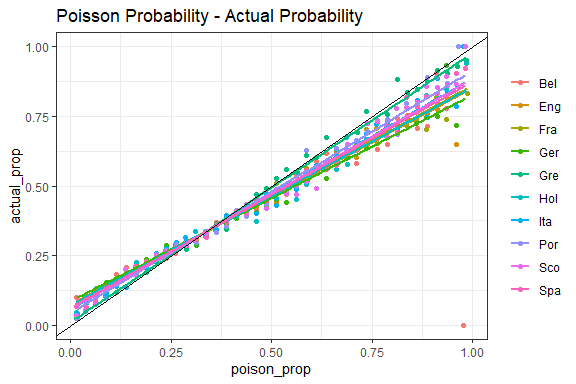 Poisson Probability - Actual Probability
1.00
0.75
0.50
0.25
0.00
actual_prop
0.00 0.25 0.50 0.75 1.00
poison_prop
Bel
Eng
Fra
Ger
Gre
Hol
Ita
Por
Sco
Spa